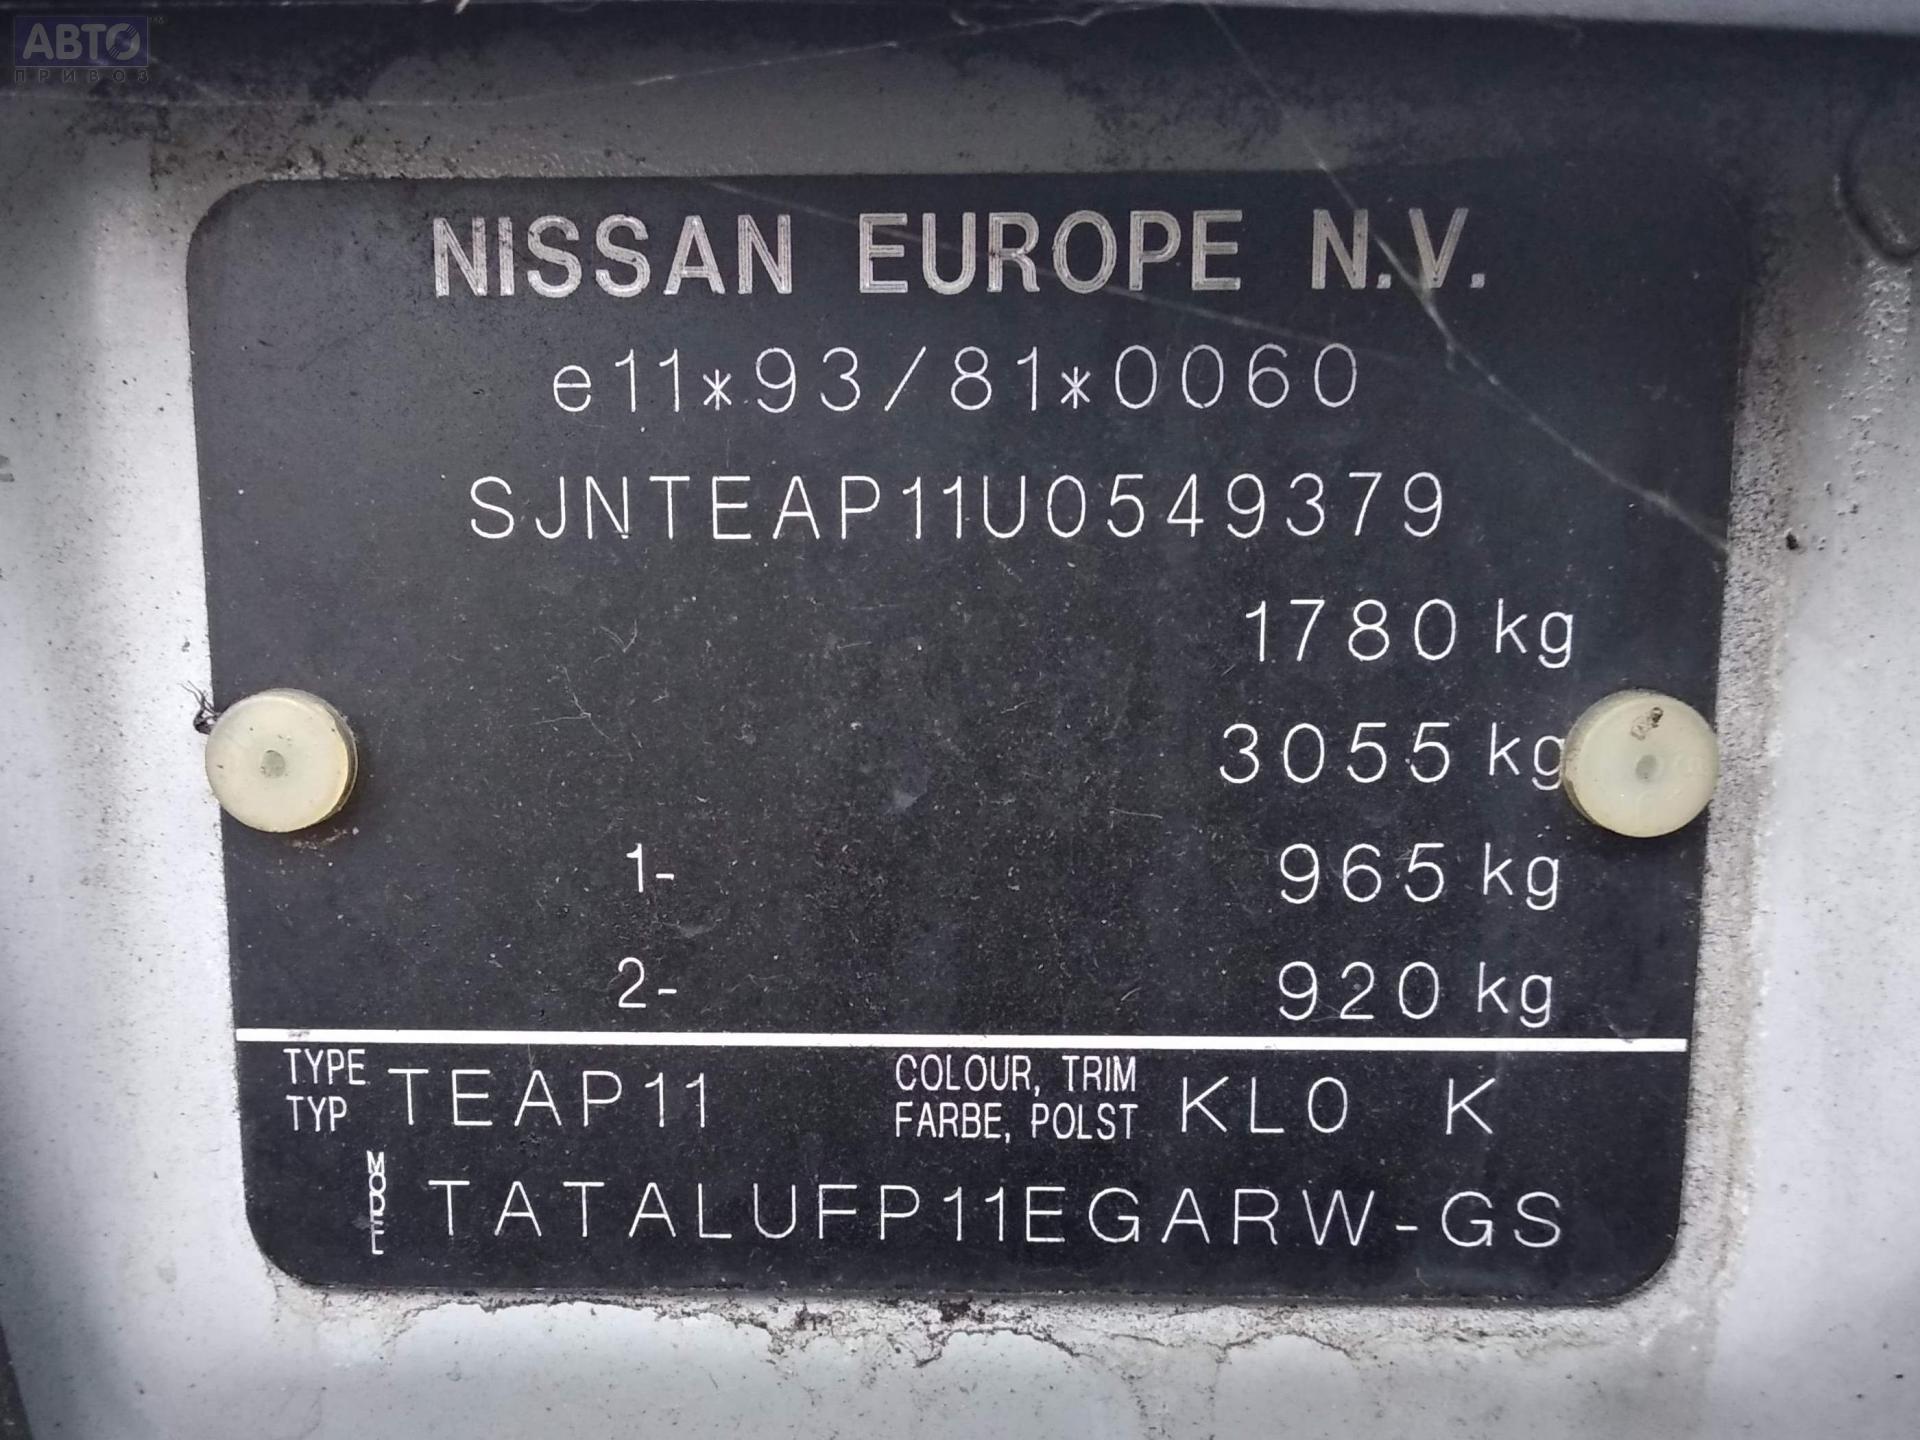 АВТО™
ПРИВОЗ
NISSAN EUROPE N.V.
e11*93/81*0060
SJNTEAP11U0549379
1780 kg
3055 kg
1- 965 kg
2- 920 kg
TYPE TEAP11 COLOUR, TRIM KL0 K
TYP FARBE, POLST
MODEL TATALUFP11EGARW-GS